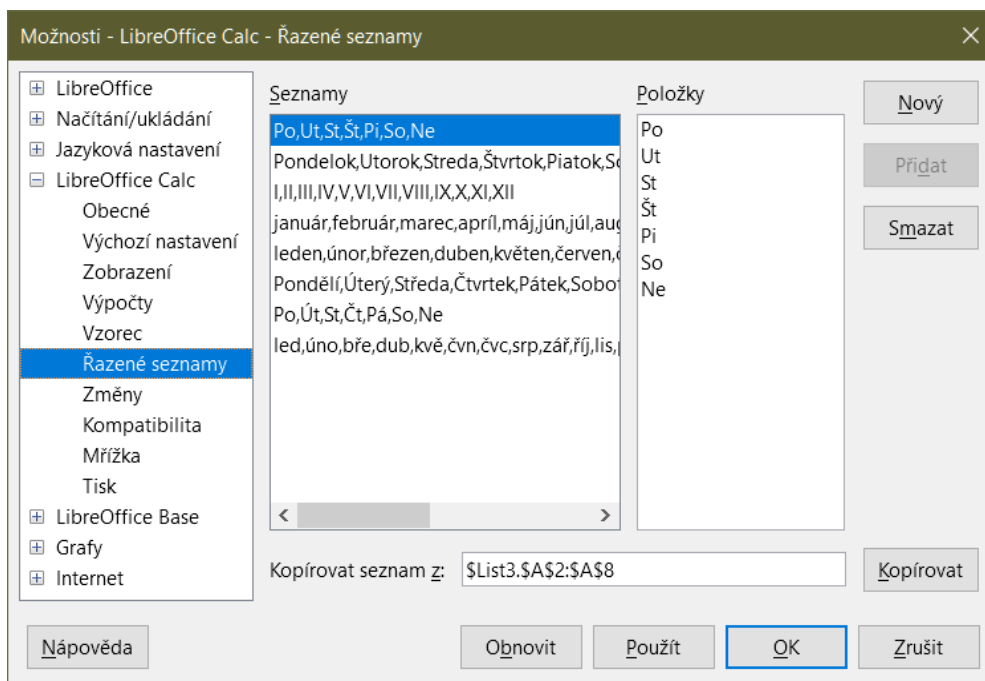 Možnosti - LibreOffice Calc - Řazené seznamy
LibreOffice
Načítání/ukládání
Jazyková nastavení
LibreOffice Calc
Obecné
Výchozí nastavení
Zobrazení
Výpočty
Vzorec
Řazené seznamy
Změny
Kompatibilita
Mřížka
Tisk
LibreOffice Base
Grafy
Internet
Seznamy
Po,Ut,St,Št,Pi,So,Ne
Pondelok,Utorok,Streda,Štvrtok,Piatok,So
I,II,III,IV,V,VI,VII,VIII,IX,X,XI,XII
január,február,marec,apríl,máj,jún,júl,aug
leden,únor,březen,duben,květen,červen,č
Pondělí,Úterý,Středa,Čtvrtek,Pátek,Sobot
Po,Út,St,Čt,Pá,So,Ne
led,úno,bře,dub,kvě,čvn,čvc,srp,zář,říj,lis,p
Položky
Po
Ut
St
Št
Pi
So
Ne
Nový
Přidat
Smazat
Kopírovat seznam z: $List3.$A$2:$A$8 Kopírovat
Nápověda Obnovit Použít OK Zrušit